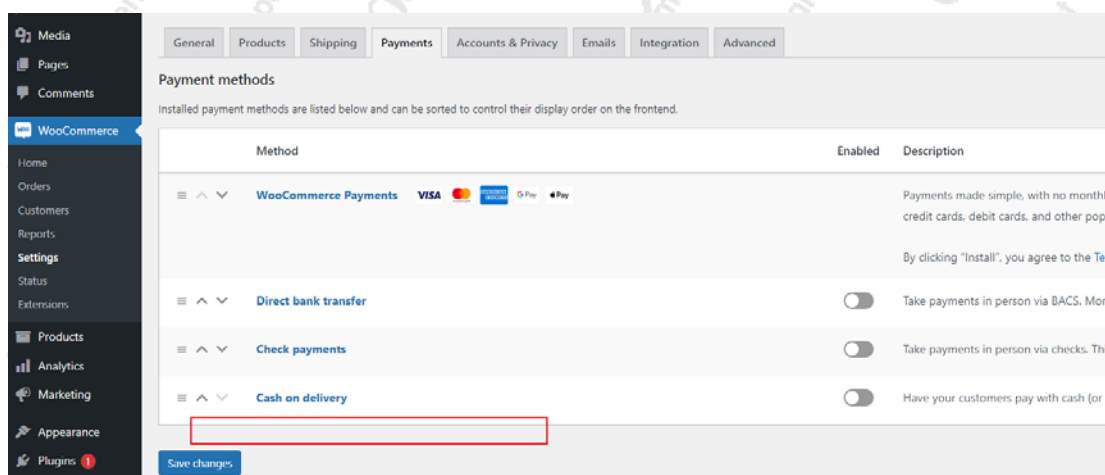 Media
Pages
Comments
WooCommerce
Home
Orders
Customers
Reports
Settings
Status
Extensions
Products
Analytics
Marketing
Appearance
Plugins 1
General Products Shipping Payments Accounts & Privacy Emails Integration Advanced
Payment methods
Installed payment methods are listed below and can be sorted to control their display order on the frontend.
Method Enabled Description
WooCommerce Payments VISA G Pay Pay
Payments made simple, with no monthl
credit cards, debit cards, and other pop
By clicking "Install", you agree to the Te
Direct bank transfer Take payments in person via BACS. Mor
Check payments Take payments in person via checks. Th
Cash on delivery Have your customers pay with cash (or
Save changes